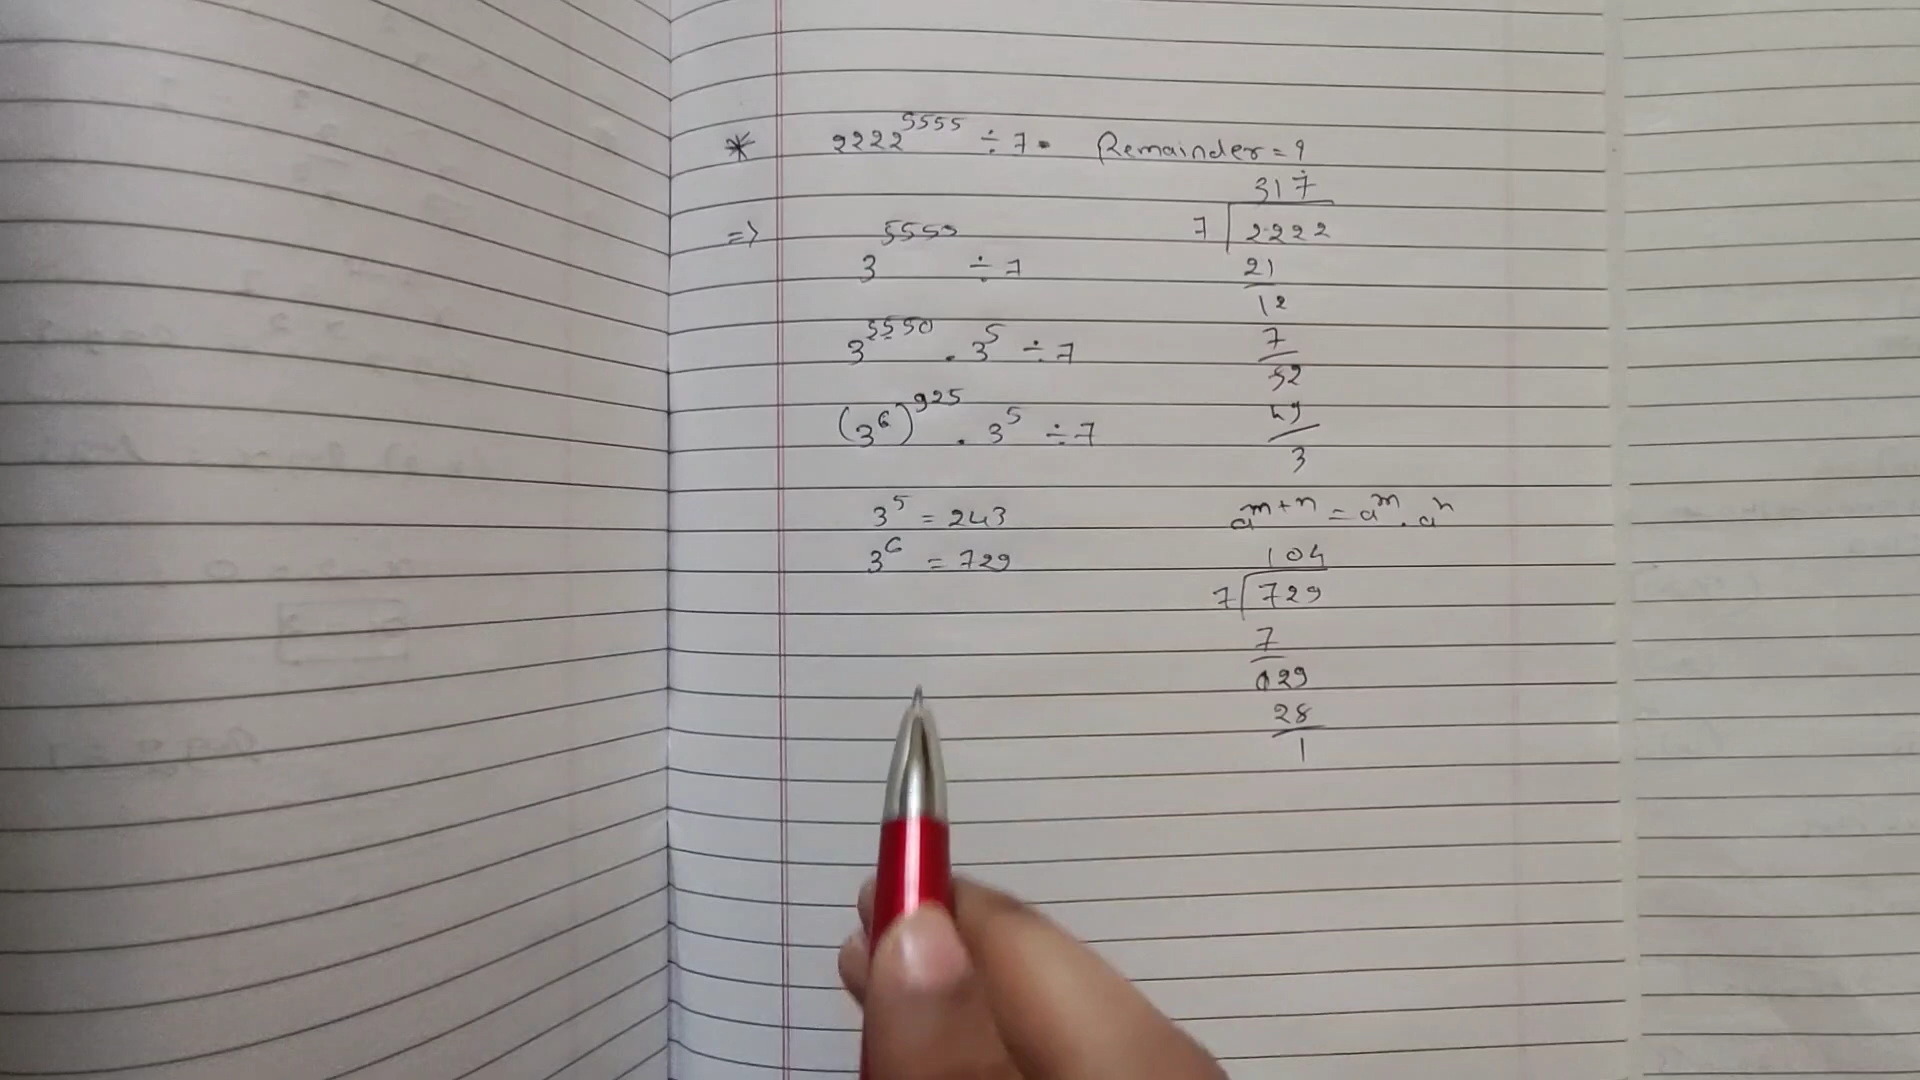 * 2222^5555 ÷ 7. Remainder = ?
317
=> 3^5555 ÷ 7
7 2222
21
12
3^5550 . 3^5 ÷ 7
7
52
(3^6)^925 . 3^5 ÷ 7
49
3
3^5 = 243
a^m+n = a^m . a^n
3^6 = 729
104
7 729
7
029
28
1